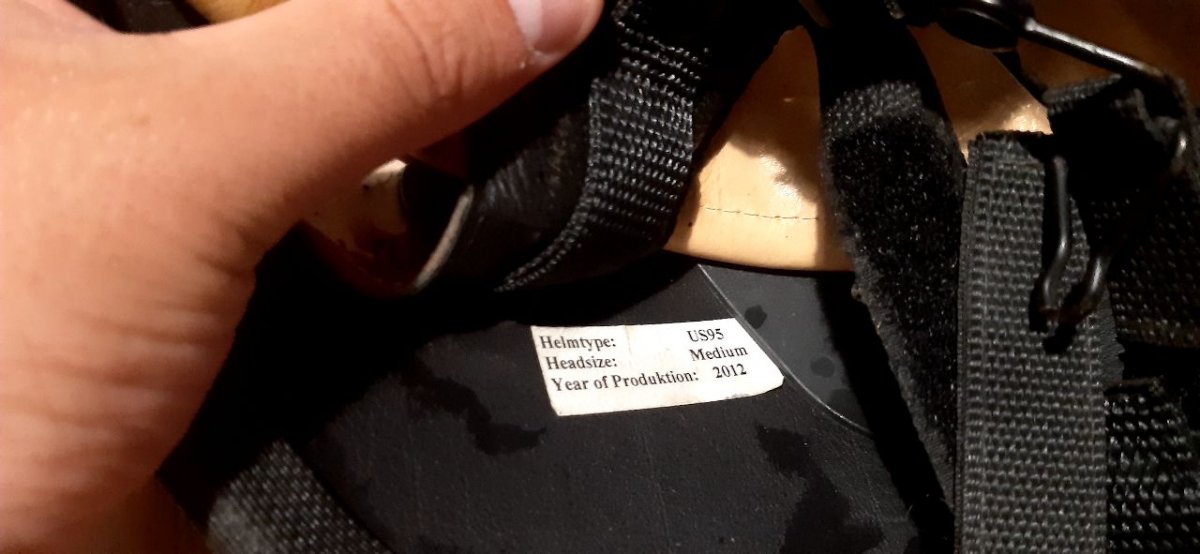 Helmtype: US95
Headsize: Medium
Year of Produktion: 2012